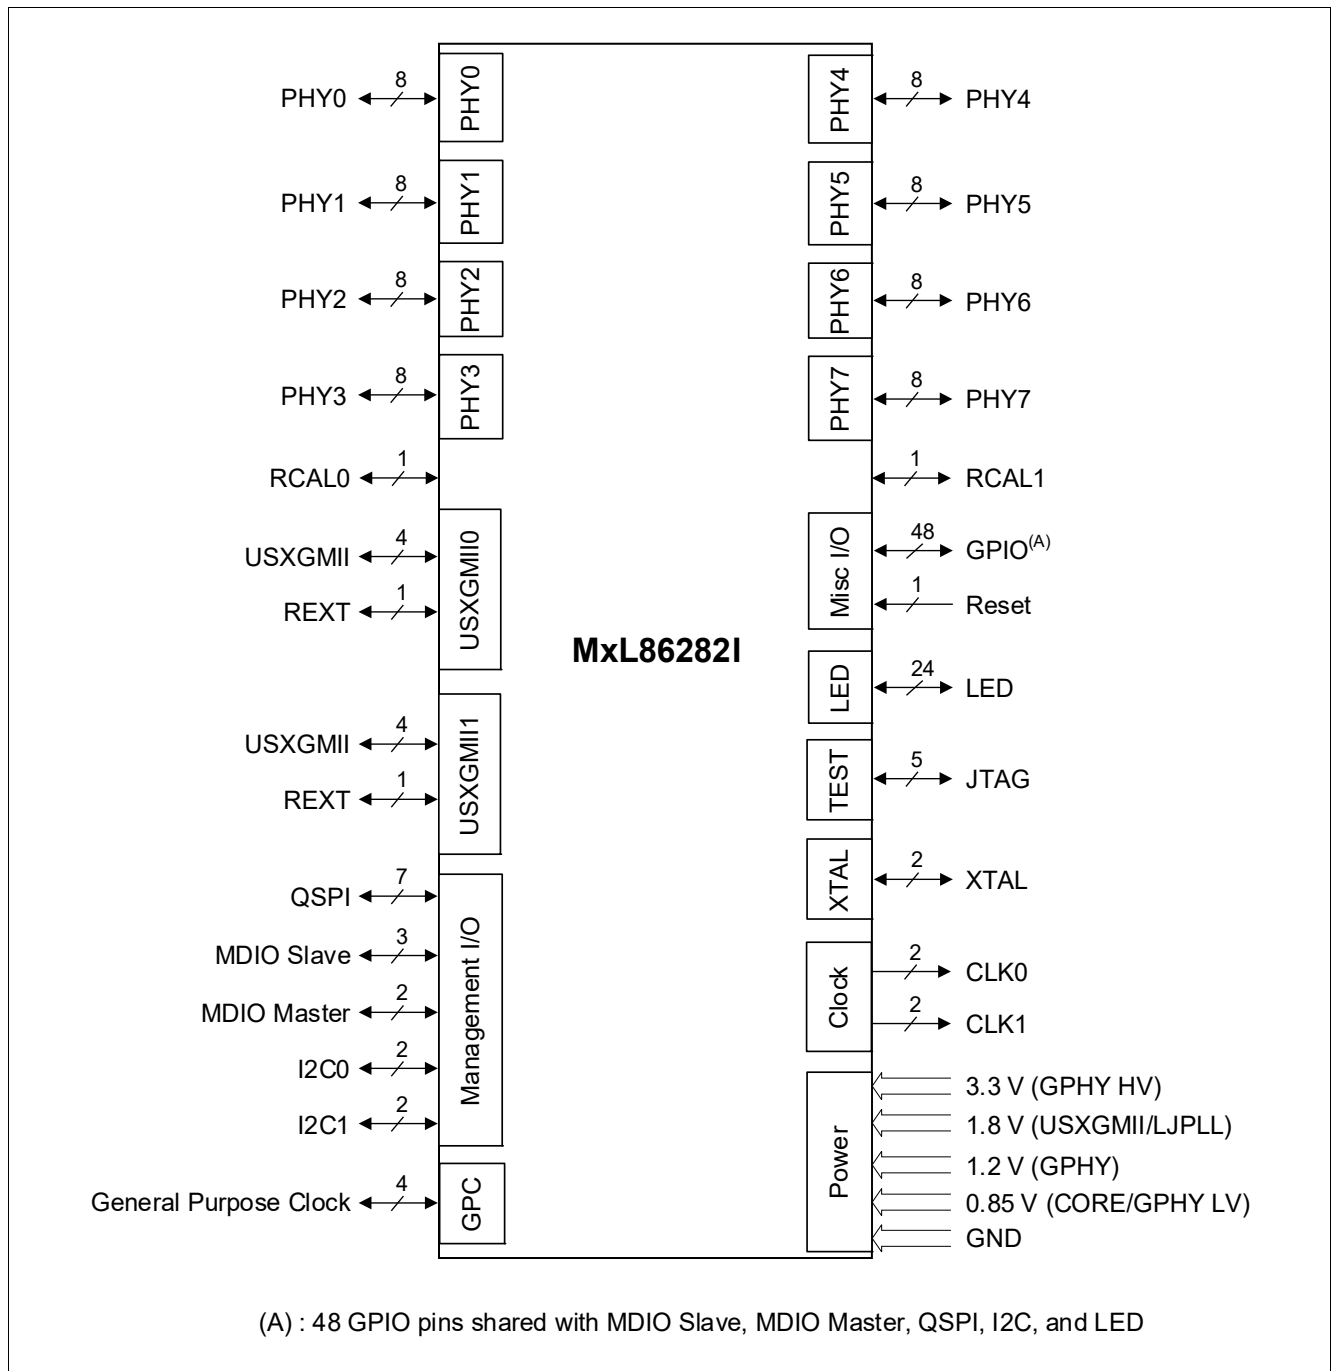 PHY0 8 PHY0
PHY1 8 PHY1
PHY2 8 PHY2
PHY3 8 PHY3
RCAL0 1
USXGMII 4
REXT 1
USXGMII0
USXGMII 4
REXT 1
USXGMII1
QSPI 7
MDIO Slave 3
MDIO Master 2
I2C0 2
I2C1 2
Management I/O
General Purpose Clock 4 GPC
MxL86282I
PHY4 8 PHY4
PHY5 8 PHY5
PHY6 8 PHY6
PHY7 8 PHY7
1 RCAL1
Misc I/O
48 GPIO(A)
1 Reset
LED 24 LED
TEST 5 JTAG
XTAL 2 XTAL
Clock
2 CLK0
2 CLK1
Power
3.3 V (GPHY HV)
1.8 V (USXGMII/LJPLL)
1.2 V (GPHY)
0.85 V (CORE/GPHY LV)
GND
(A) : 48 GPIO pins shared with MDIO Slave, MDIO Master, QSPI, I2C, and LED